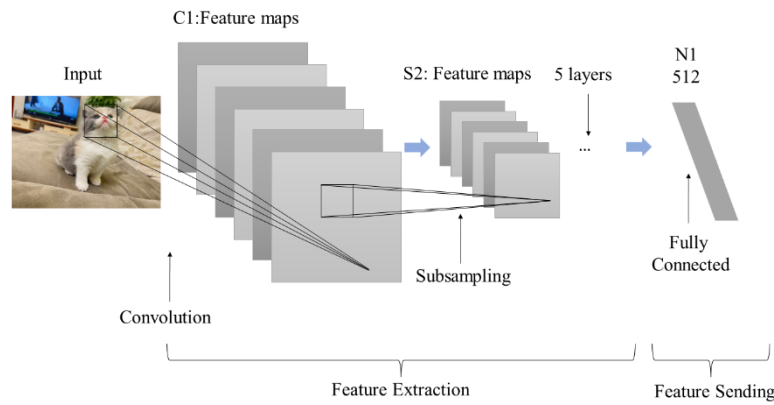 C1:Feature maps
Input
S2: Feature maps
5 layers
N1
512
...
Subsampling
Fully
Connected
Convolution
Feature Extraction
Feature Sending